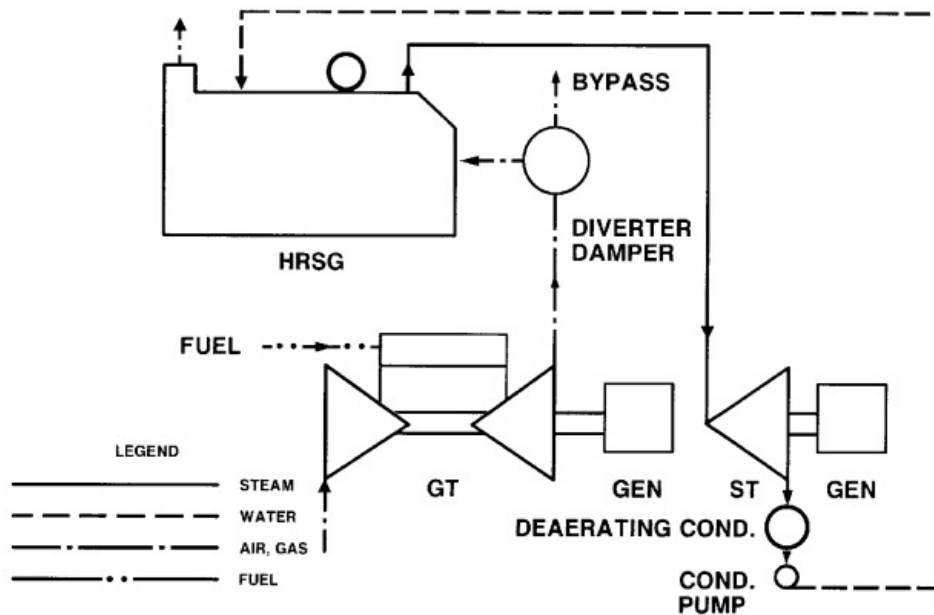 BYPASS
DIVERTER
DAMPER
HRSG
FUEL
LEGEND
STEAM
WATER
AIR, GAS
FUEL
GT
GEN
ST
GEN
DEAERATING COND.
COND.
PUMP